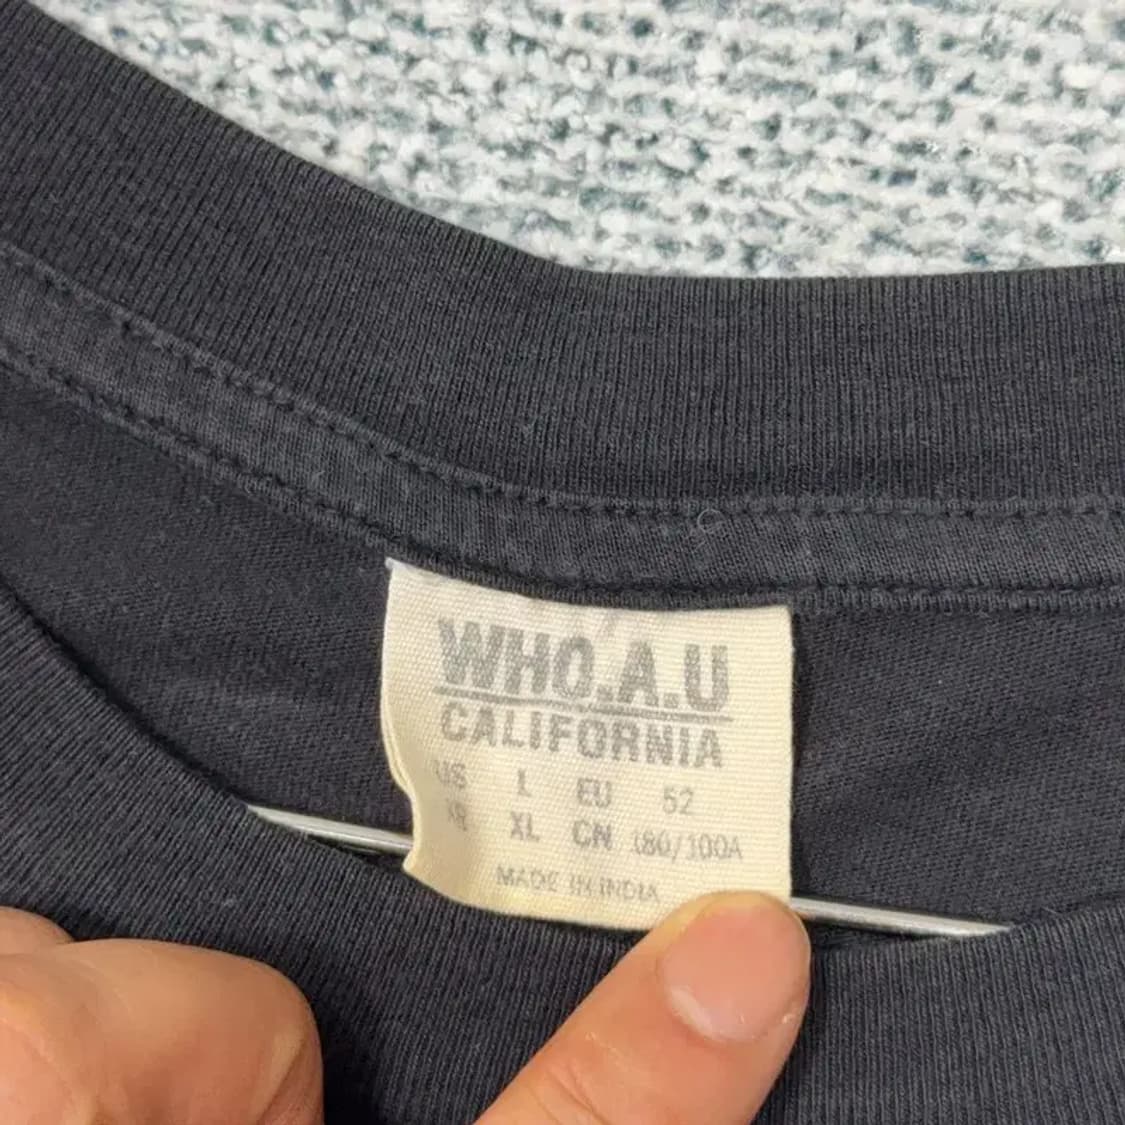 WHO.A.U
CALIFORNIA
US L EU 52
KR XL CN 180/100A
MADE IN INDIA